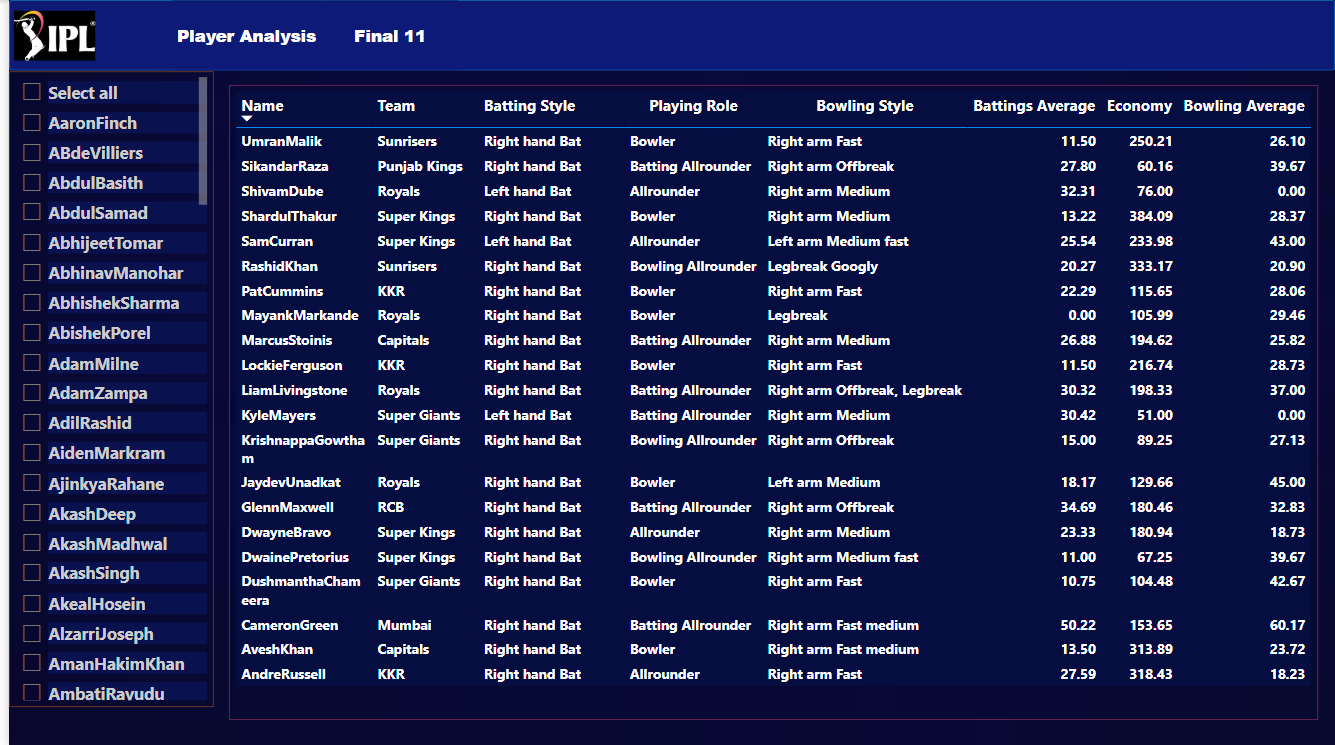 IPL
Player Analysis Final 11
Select all
AaronFinch
ABdeVilliers
AbdulBasith
AbdulSamad
AbhijeetTomar
AbhinavManohar
AbhishekSharma
AbishekPorel
AdamMilne
AdamZampa
AdilRashid
AidenMarkram
AjinkyaRahane
AkashDeep
AkashMadhwal
AkashSingh
AkealHosein
AlzarriJoseph
AmanHakimKhan
AmbatiRayudu
Name Team Batting Style Playing Role Bowling Style Battings Average Economy Bowling Average
UmranMalik Sunrisers Right hand Bat Bowler Right arm Fast 11.50 250.21 26.10
SikandarRaza Punjab Kings Right hand Bat Batting Allrounder Right arm Offbreak 27.80 60.16 39.67
ShivamDube Royals Left hand Bat Allrounder Right arm Medium 32.31 76.00 0.00
ShardulThakur Super Kings Right hand Bat Bowler Right arm Medium 13.22 384.09 28.37
SamCurran Super Kings Left hand Bat Allrounder Left arm Medium fast 25.54 233.98 43.00
RashidKhan Sunrisers Right hand Bat Bowling Allrounder Legbreak Googly 20.27 333.17 20.90
PatCummins KKR Right hand Bat Bowler Right arm Fast 22.29 115.65 28.06
MayankMarkande Royals Right hand Bat Bowler Legbreak 0.00 105.99 29.46
MarcusStoinis Capitals Right hand Bat Batting Allrounder Right arm Medium 26.88 194.62 25.82
LockieFerguson KKR Right hand Bat Bowler Right arm Fast 11.50 216.74 28.73
LiamLivingstone Royals Right hand Bat Batting Allrounder Right arm Offbreak, Legbreak 30.32 198.33 37.00
KyleMayers Super Giants Left hand Bat Batting Allrounder Right arm Medium 30.42 51.00 0.00
KrishnappaGowtha Super Giants Right hand Bat Bowling Allrounder Right arm Offbreak 15.00 89.25 27.13
m
JaydevUnadkat Royals Right hand Bat Bowler Left arm Medium 18.17 129.66 45.00
GlennMaxwell RCB Right hand Bat Batting Allrounder Right arm Offbreak 34.69 180.46 32.83
DwayneBravo Super Kings Right hand Bat Allrounder Right arm Medium 23.33 180.94 18.73
DwainePretorius Super Kings Right hand Bat Bowling Allrounder Right arm Medium fast 11.00 67.25 39.67
DushmanthaCham Super Giants Right hand Bat Bowler Right arm Fast 10.75 104.48 42.67
eera
CameronGreen Mumbai Right hand Bat Batting Allrounder Right arm Fast medium 50.22 153.65 60.17
AveshKhan Capitals Right hand Bat Bowler Right arm Fast medium 13.50 313.89 23.72
AndreRussell KKR Right hand Bat Allrounder Right arm Fast 27.59 318.43 18.23